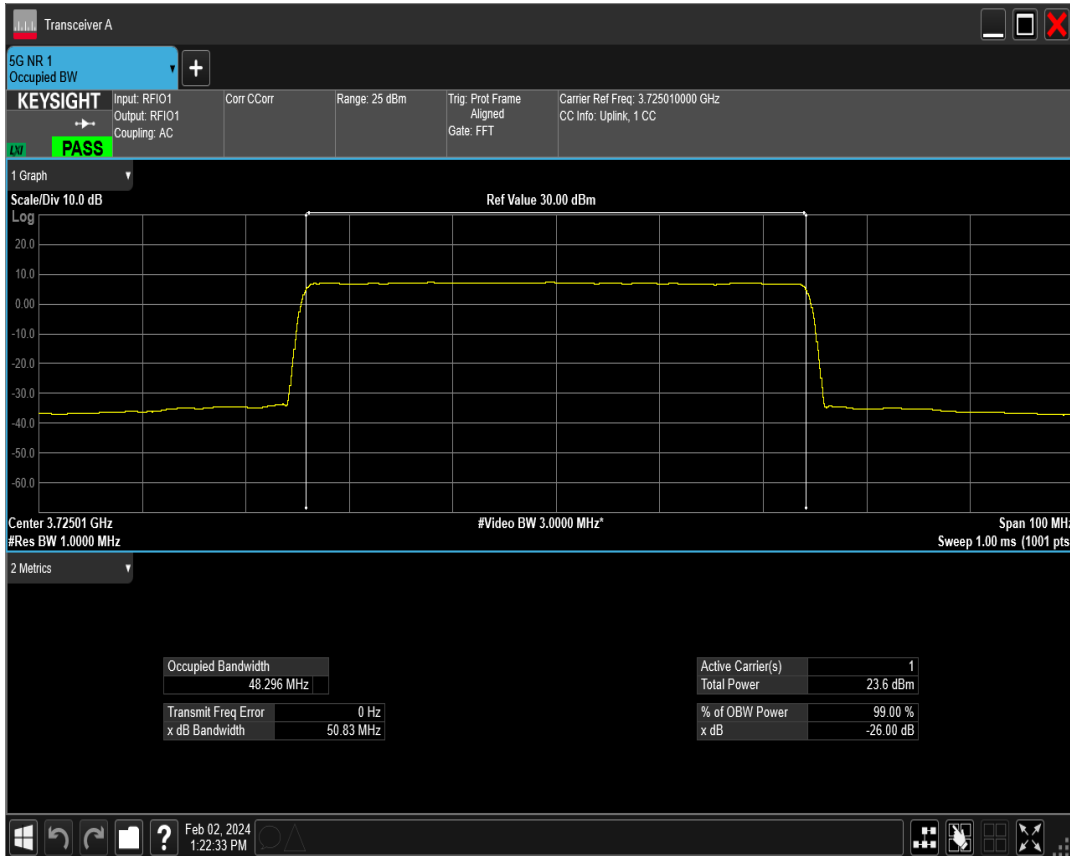 Transceiver A
5G NR 1
Occupied BW
KEYSIGHT
LXI
PASS
Input: RFIO1
Output: RFIO1
Coupling: AC
Corr CCorr
Range: 25 dBm
Trig: Prot Frame
Aligned
Gate: FFT
Carrier Ref Freq: 3.725010000 GHz
CC Info: Uplink, 1 CC
1 Graph
Scale/Div 10.0 dB
Ref Value 30.00 dBm
Log
20.0
10.0
0.00
-10.0
-20.0
-30.0
-40.0
-50.0
-60.0
Center 3.72501 GHz
#Video BW 3.0000 MHz*
Span 100 MHz
#Res BW 1.0000 MHz
Sweep 1.00 ms (1001 pts
2 Metrics
Occupied Bandwidth
48.296 MHz
Transmit Freq Error 0 Hz
x dB Bandwidth 50.83 MHz
Active Carrier(s) 1
Total Power 23.6 dBm
% of OBW Power 99.00 %
x dB -26.00 dB
?
Feb 02, 2024
1:22:33 PM